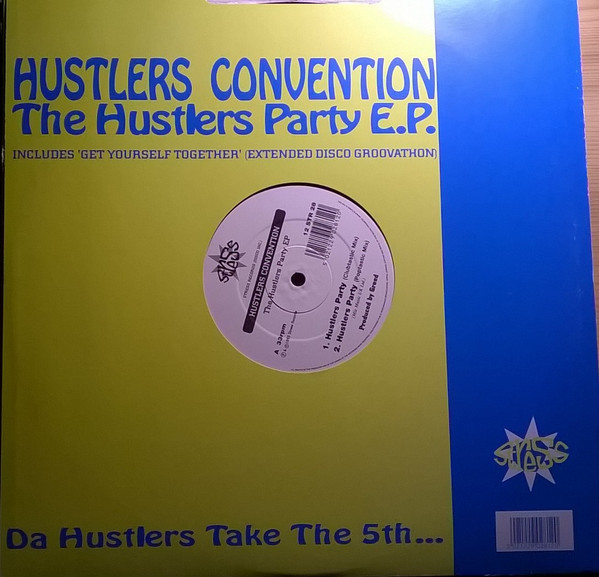 HUSTLERS CONVENTION
The Hustlers Party E.P.
INCLUDES 'GET YOURSELF TOGETHER' (EXTENDED DISCO GROOVATHON)
12 STR 28
HUSTLERS CONVENTION
The Hustlers Party EP
A 33rpm
1. Hustlers Party (Clubtastic Mix)
2. Hustlers Party (Poptastic Mix)
Produced by Greed
Stress
Da Hustlers Take The 5th...